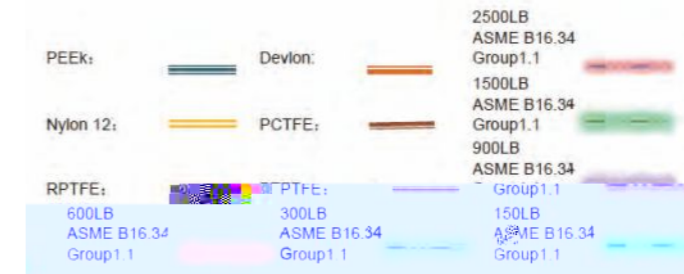 2500LB
ASME B16.34
PEEk: Devlon: Group1.1
1500LB
ASME B16.34
Nylon 12: PCTFE: Group1.1
900LB
ASME B16.34
RPTFE: Group1.1
600LB 300LB 150LB
ASME B16.34 ASME B16.34 ASME B16.34
Group1.1 Group1.1 Group1.1